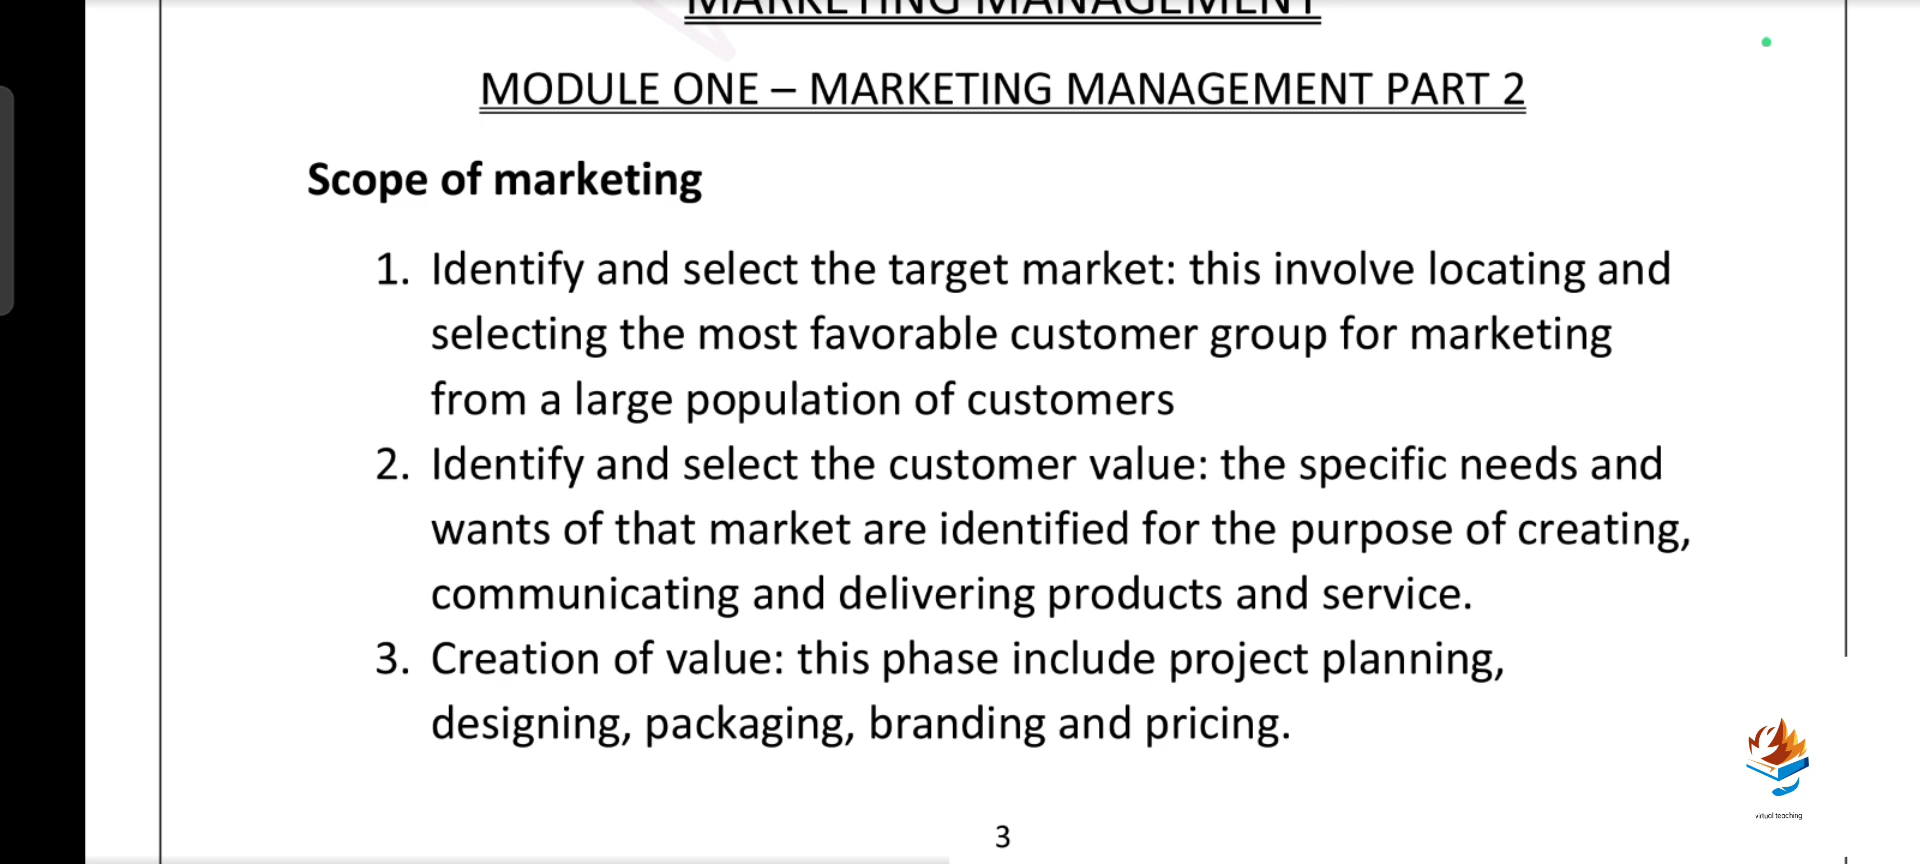 MARKETING MANAGEMENT
MODULE ONE – MARKETING MANAGEMENT PART 2
Scope of marketing
1. Identify and select the target market: this involve locating and
selecting the most favorable customer group for marketing
from a large population of customers
2. Identify and select the customer value: the specific needs and
wants of that market are identified for the purpose of creating,
communicating and delivering products and service.
3. Creation of value: this phase include project planning,
designing, packaging, branding and pricing.
virtual teaching
3